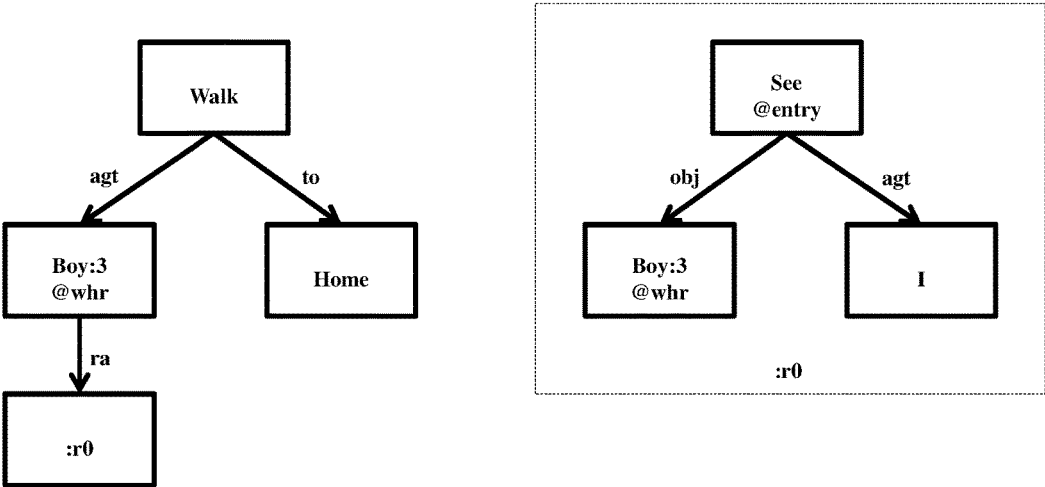 Walk
agt
to
Boy:3
@whr
Home
ra
:r0
See
@entry
obj
agt
Boy:3
@whr
I
:r0